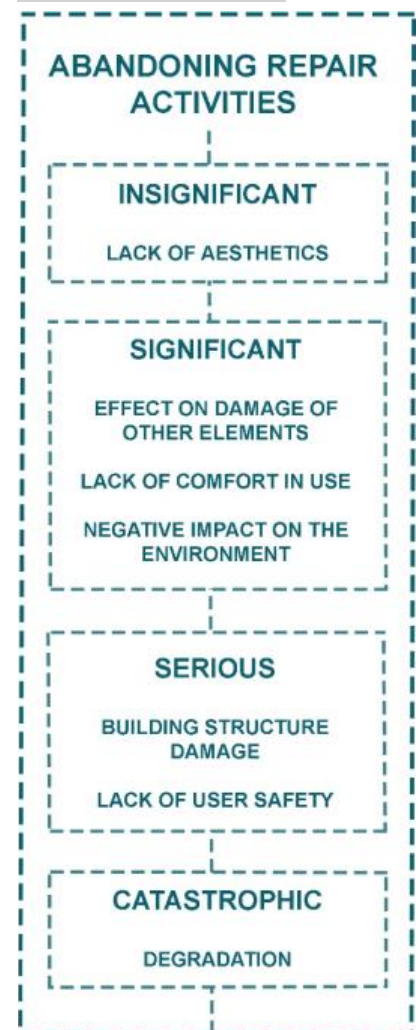 ABANDONING REPAIR
ACTIVITIES
INSIGNIFICANT
LACK OF AESTHETICS
SIGNIFICANT
EFFECT ON DAMAGE OF
OTHER ELEMENTS
LACK OF COMFORT IN USE
NEGATIVE IMPACT ON THE
ENVIRONMENT
SERIOUS
BUILDING STRUCTURE
DAMAGE
LACK OF USER SAFETY
CATASTROPHIC
DEGRADATION